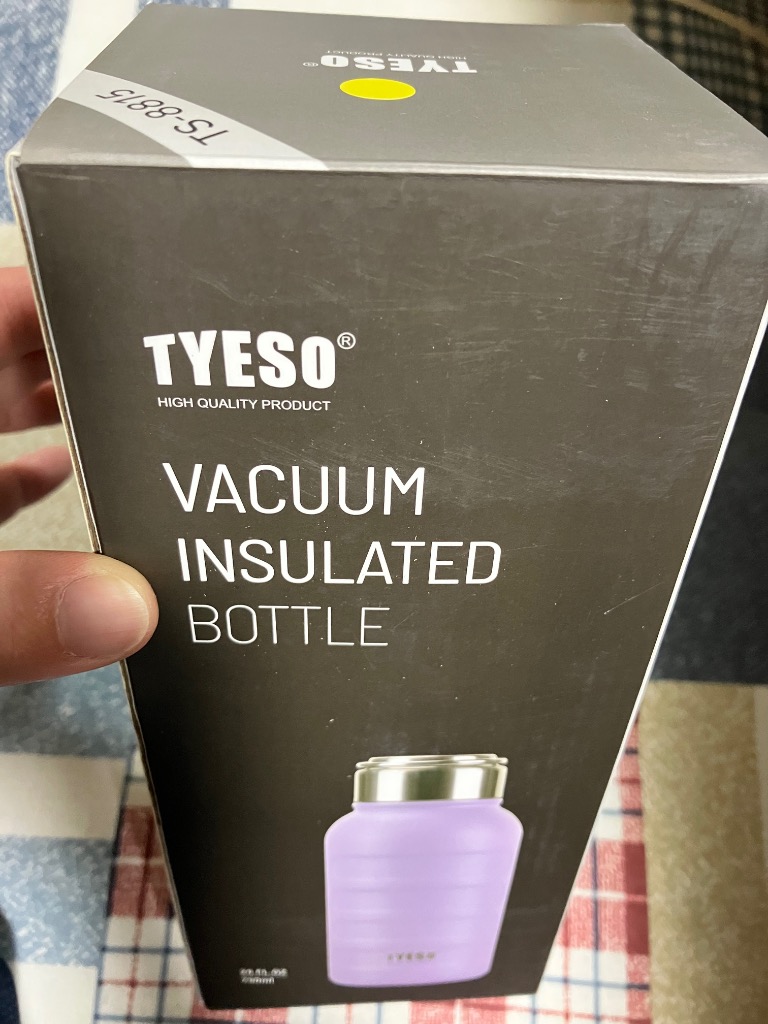 TYESO®
HIGH QUALITY PRODUCT
TS-8815
TYESO®
HIGH QUALITY PRODUCT
VACUUM
INSULATED
BOTTLE
TYESO